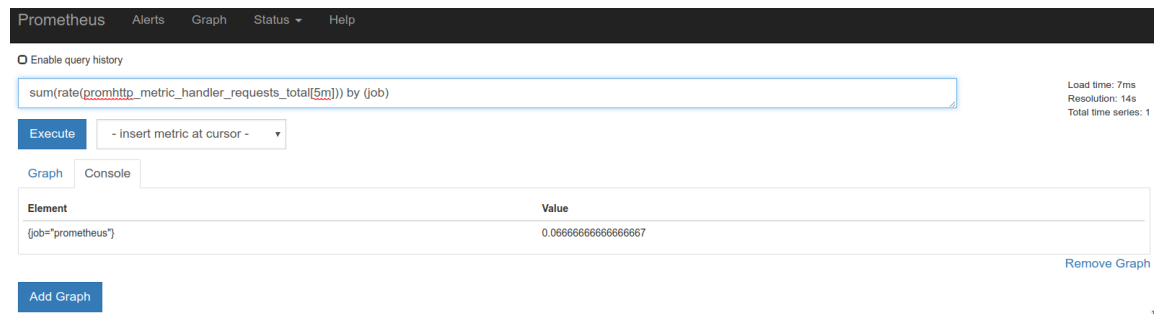 Prometheus Alerts Graph Status Help
Enable query history
sum(rate(promhttp_metric_handler_requests_total[5m])) by (job)
Load time: 7ms
Resolution: 14s
Total time series: 1
Execute - insert metric at cursor -
Graph Console
Element Value
{job="prometheus"} 0.06666666666666667
Remove Graph
Add Graph